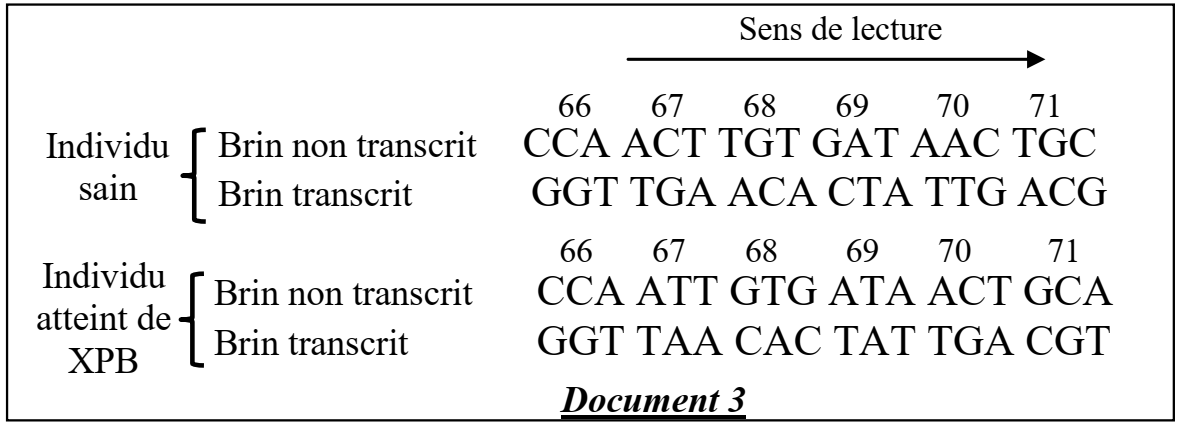 Sens de lecture
66 67 68 69 70 71
Individu sain
Brin non transcrit CCA ACT TGT GAT AAC TGC
Brin transcrit GGT TGA ACA CTA TTG ACG
66 67 68 69 70 71
Individu atteint de XPB
Brin non transcrit CCA ATT GTG ATA ACT GCA
Brin transcrit GGT TAA CAC TAT TGA CGT
Document 3